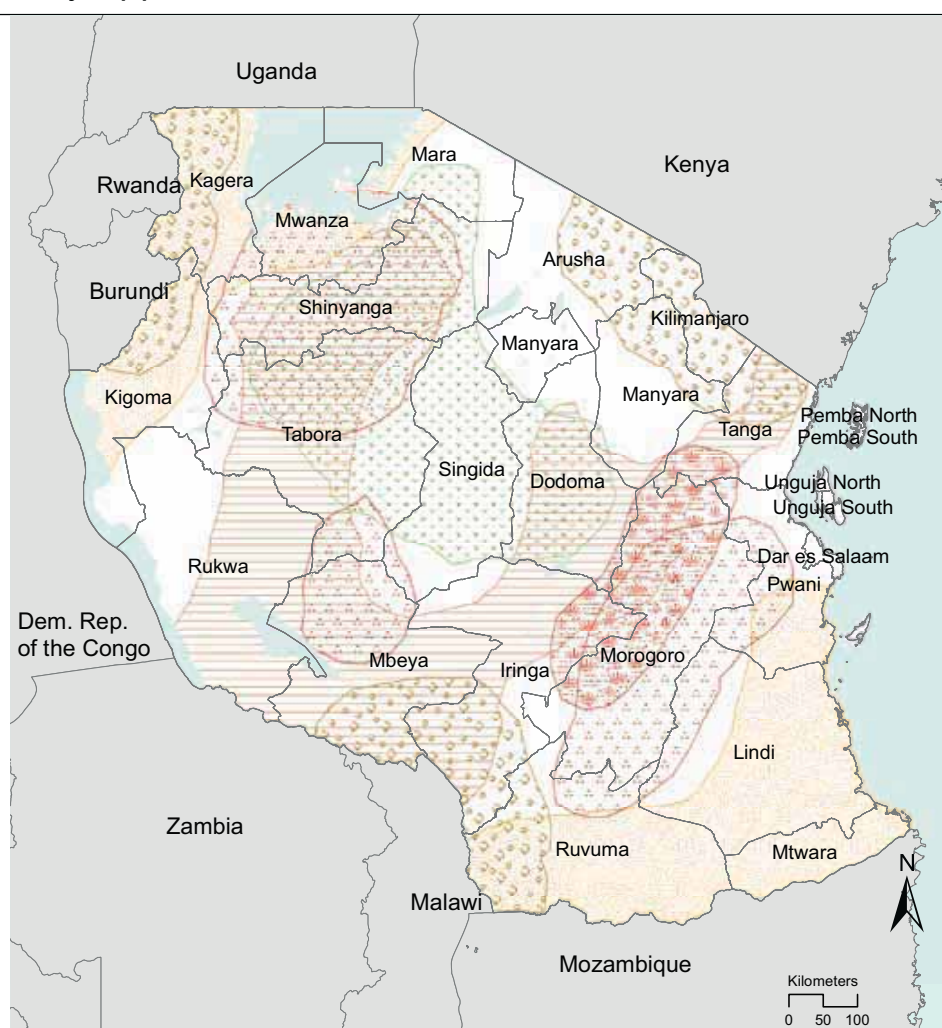 Uganda
Mara
Kenya
Rwanda
Kagera
Mwanza
Arusha
Burundi
Shinyanga
Kilimanjaro
Manyara
Kigoma
Manyara
Pemba North
Tanga
Pemba South
Tabora
Singida
Dodoma
Unguja North
Unguja South
Rukwa
Dar es Salaam
Pwani
Dem. Rep.
of the Congo
Mbeya
Iringa
Morogoro
Lindi
Zambia
Ruvuma
Mtwara
N
Malawi
Mozambique
Kilometers
0 50 100